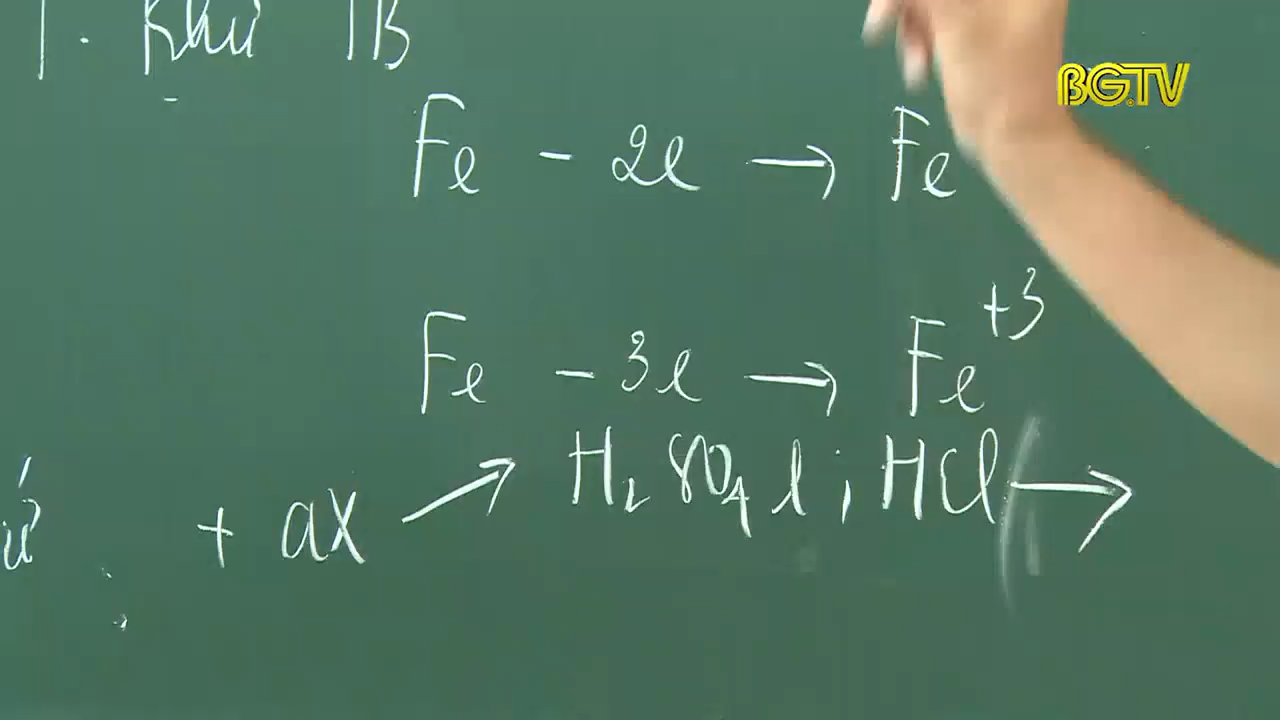 1. Khử TB
BGTV
Fe - 2e → Fe
Fe - 3e → Fe+3
+ ax ↗ H2SO4 l ; HCl →